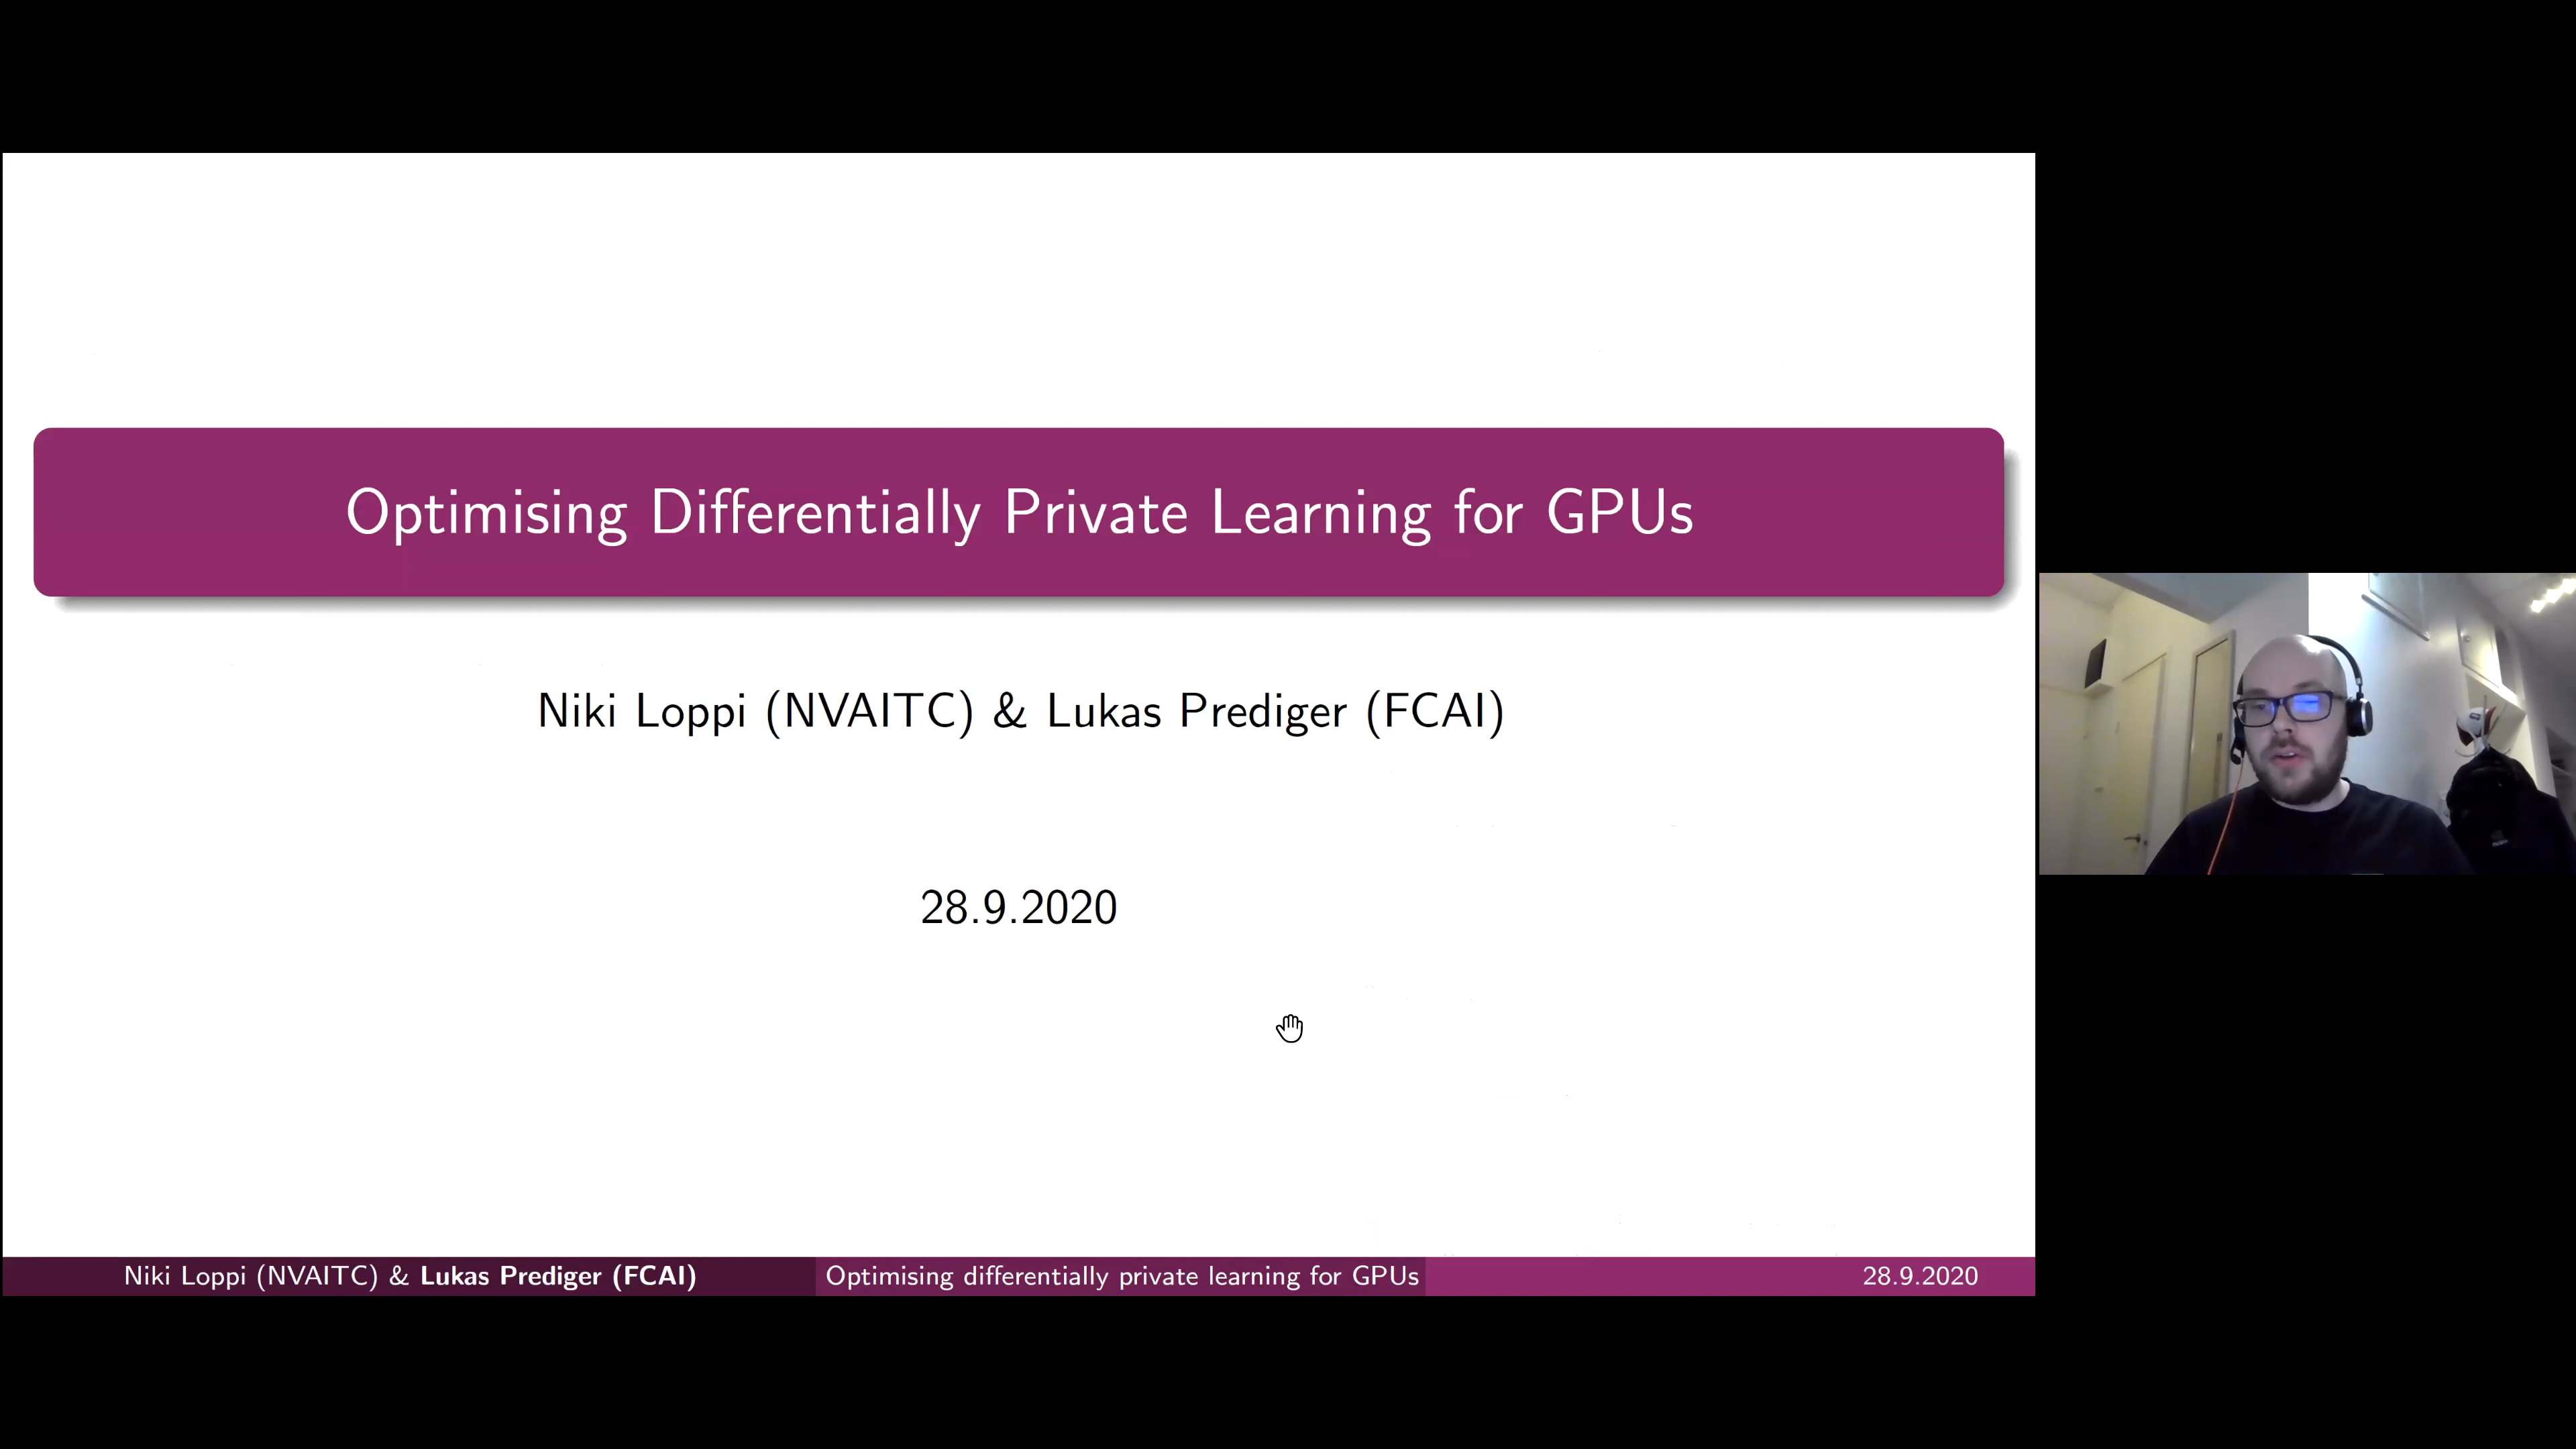 Optimising Differentially Private Learning for GPUs
Niki Loppi (NVAITC) & Lukas Prediger (FCAI)
28.9.2020
Niki Loppi (NVAITC) & Lukas Prediger (FCAI) Optimising differentially private learning for GPUs 28.9.2020